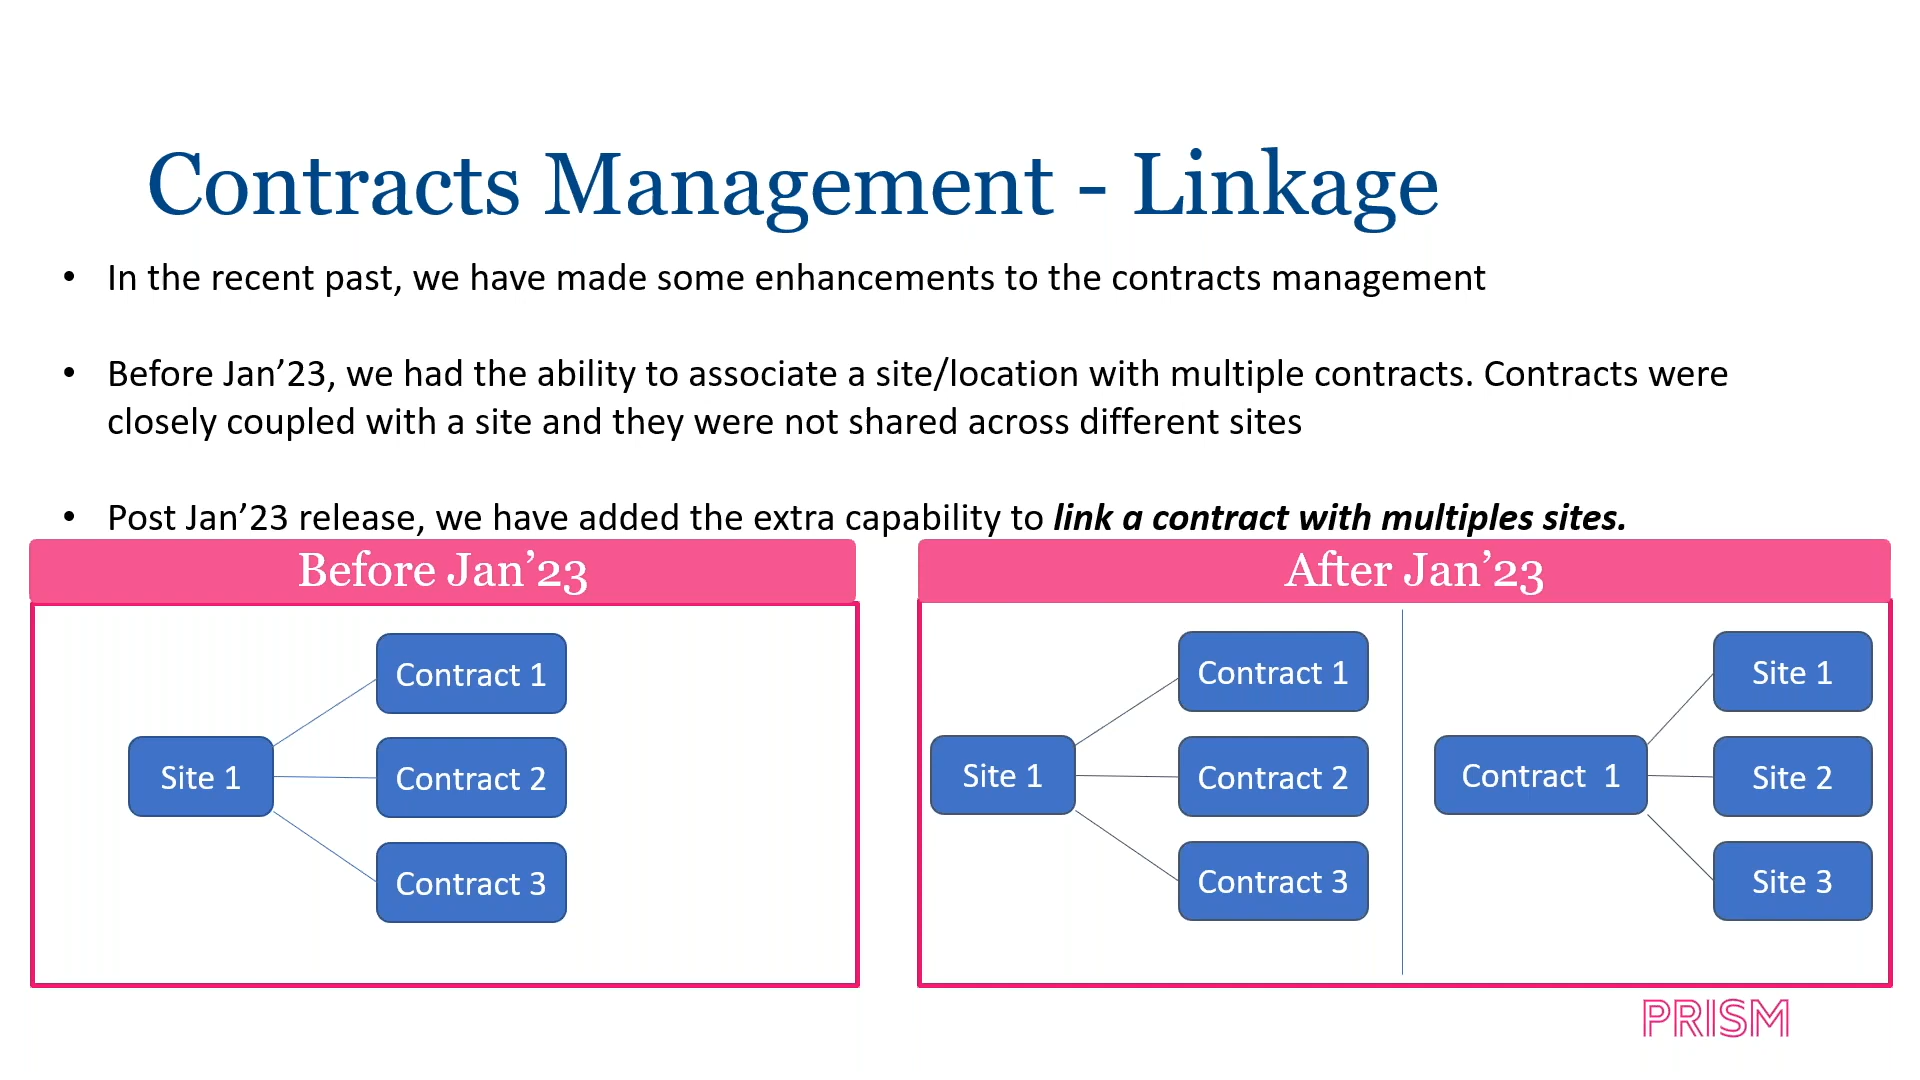 Contracts Management - Linkage
• In the recent past, we have made some enhancements to the contracts management
• Before Jan’23, we had the ability to associate a site/location with multiple contracts. Contracts were
closely coupled with a site and they were not shared across different sites
• Post Jan’23 release, we have added the extra capability to link a contract with multiples sites.
Before Jan’23
Site 1
Contract 1
Contract 2
Contract 3
After Jan’23
Site 1
Contract 1
Contract 2
Contract 3
Contract  1
Site 1
Site 2
Site 3
PRISM